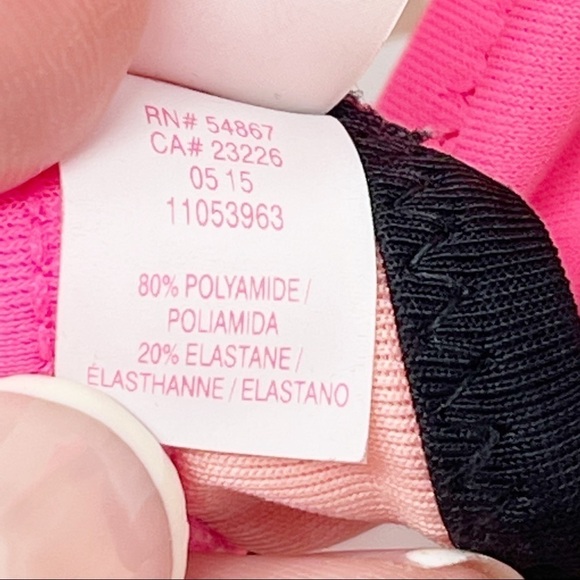 RN# 54867
CA# 23226
05 15
11053963
80% POLYAMIDE /
POLIAMIDA
20% ELASTANE /
ÉLASTHANNE / ELASTANO